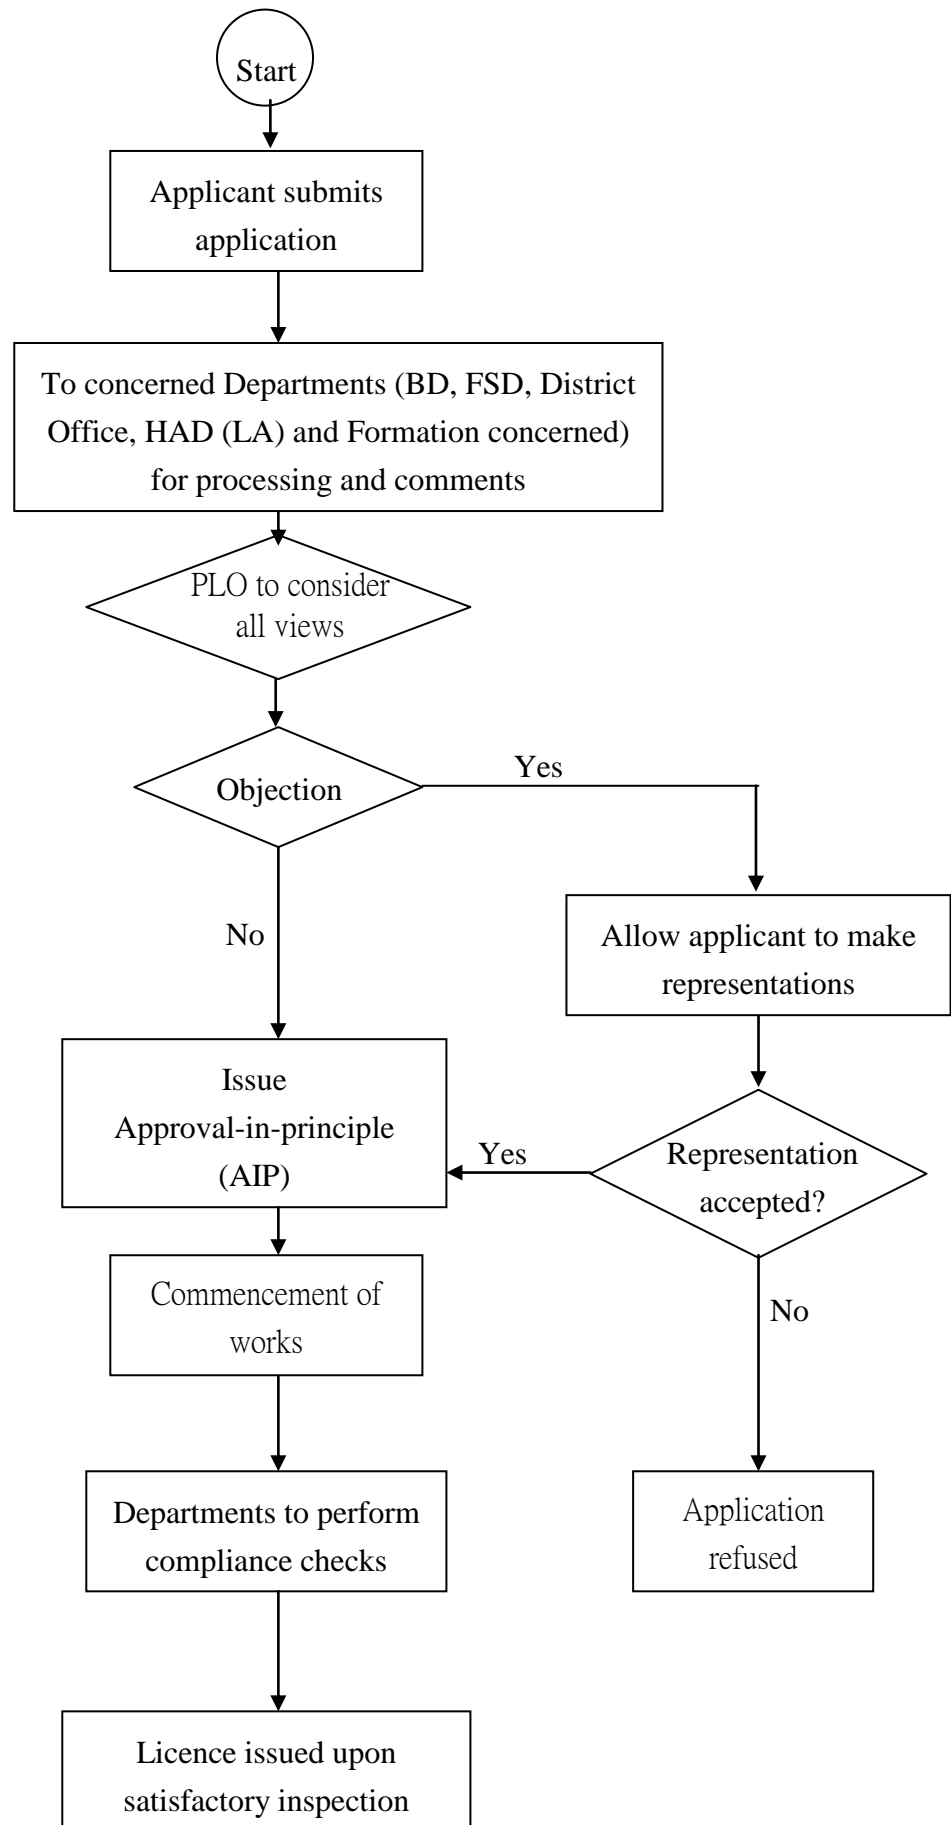 Start
Applicant submits
application
To concerned Departments (BD, FSD, District
Office, HAD (LA) and Formation concerned)
for processing and comments
PLO to consider
all views
Objection
Yes
No
Allow applicant to make
representations
Issue
Approval-in-principle
(AIP)
Yes
Representation
accepted?
Commencement of
works
No
Departments to perform
compliance checks
Application
refused
Licence issued upon
satisfactory inspection